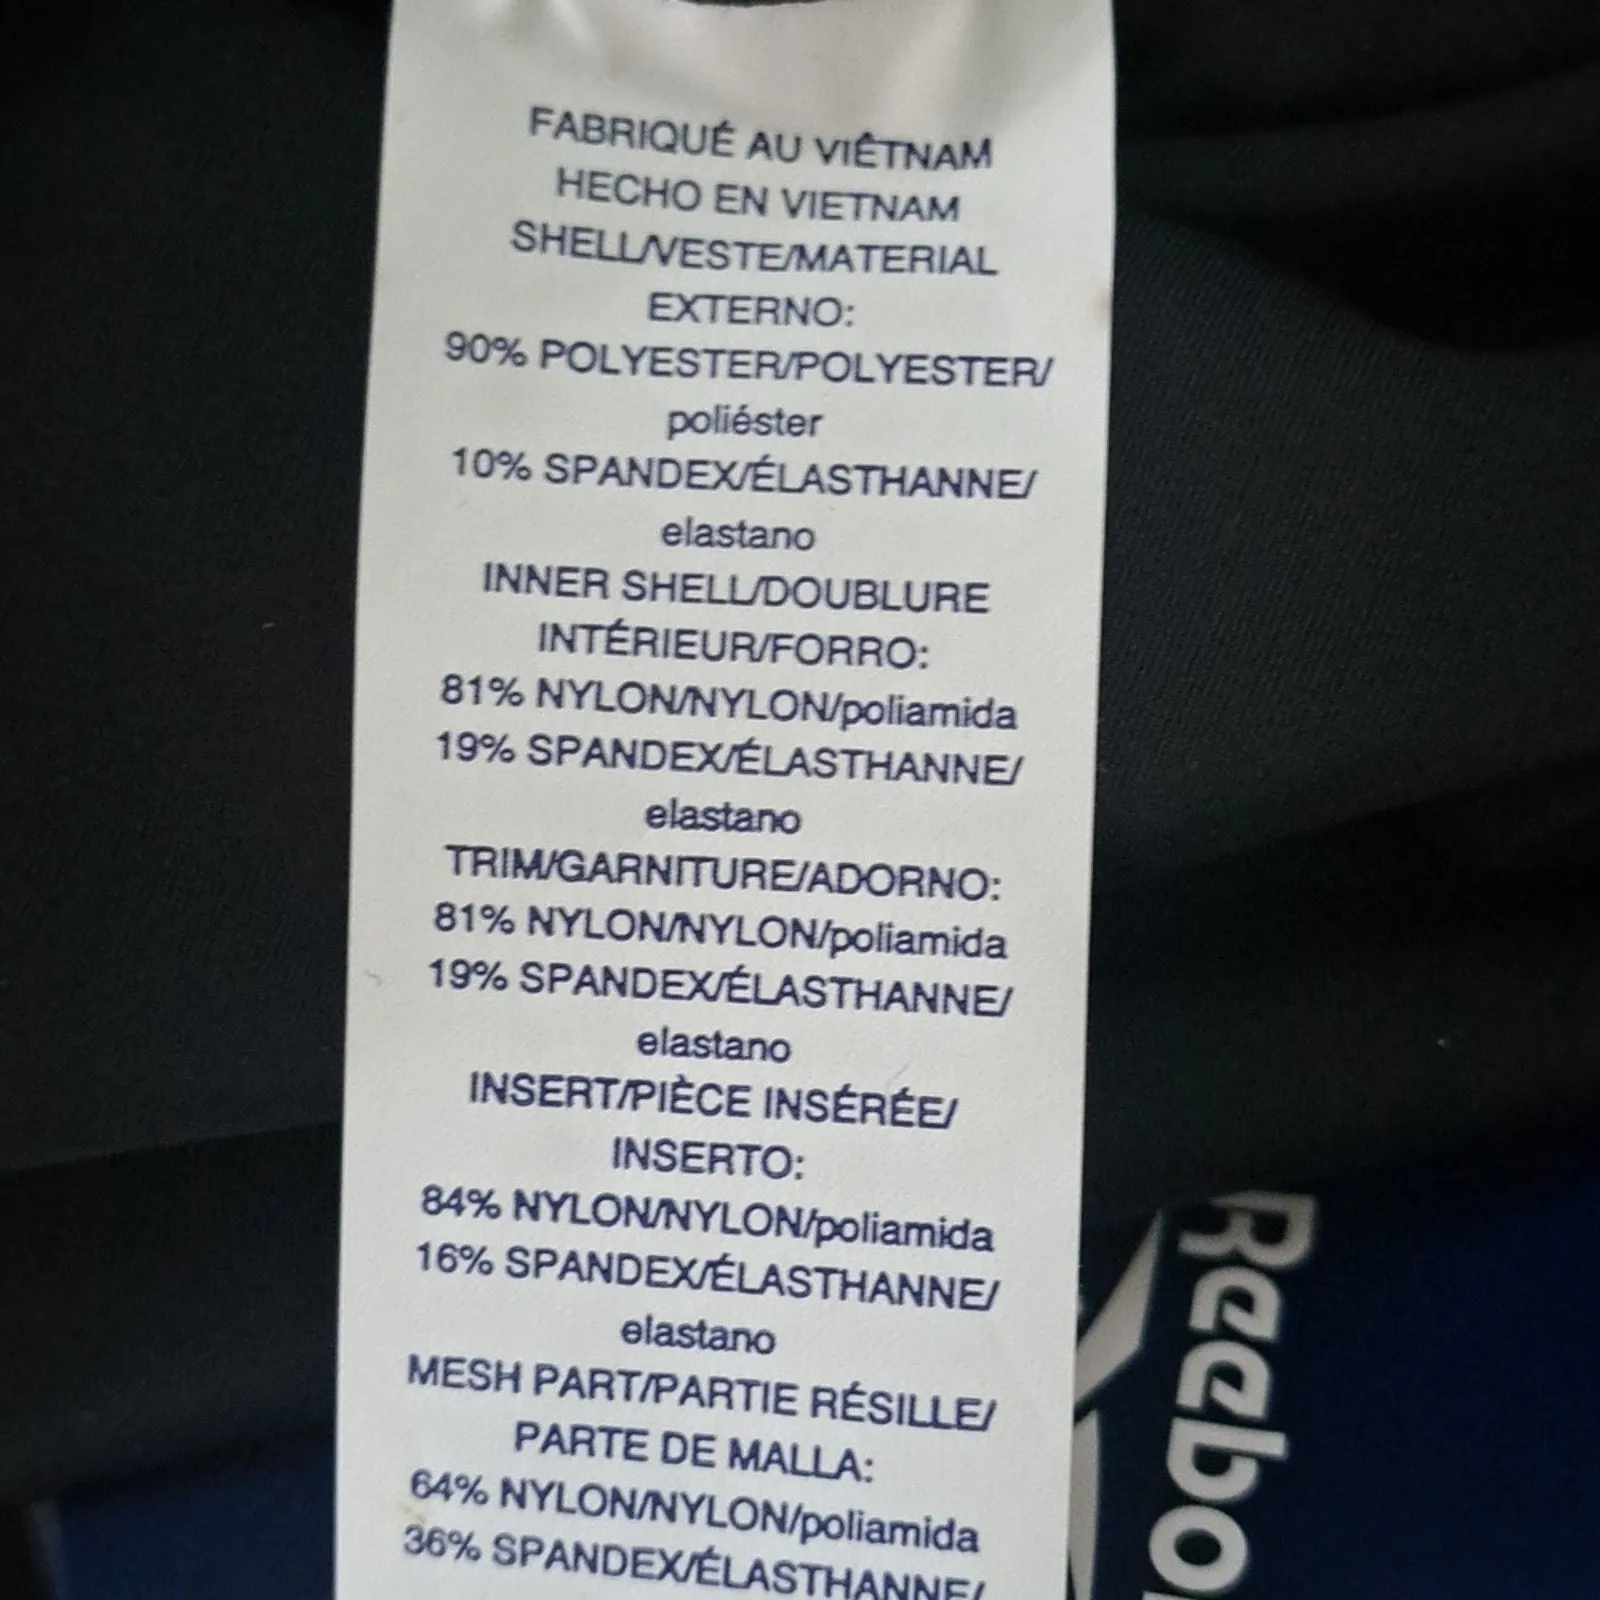 FABRIQUÉ AU VIÊTNAM
HECHO EN VIETNAM
SHELL/VESTE/MATERIAL
EXTERNO:
90% POLYESTER/POLYESTER/
poliéster
10% SPANDEX/ÉLASTHANNE/
elastano
INNER SHELL/DOUBLURE
INTÉRIEUR/FORRO:
81% NYLON/NYLON/poliamida
19% SPANDEX/ÉLASTHANNE/
elastano
TRIM/GARNITURE/ADORNO:
81% NYLON/NYLON/poliamida
19% SPANDEX/ÉLASTHANNE/
elastano
INSERT/PIÈCE INSÉRÉE/
INSERTO:
84% NYLON/NYLON/poliamida
16% SPANDEX/ÉLASTHANNE/
elastano
MESH PART/PARTIE RÉSILLE/
PARTE DE MALLA:
64% NYLON/NYLON/poliamida
36% SPANDEX/ÉLASTHANNE/
Reebo